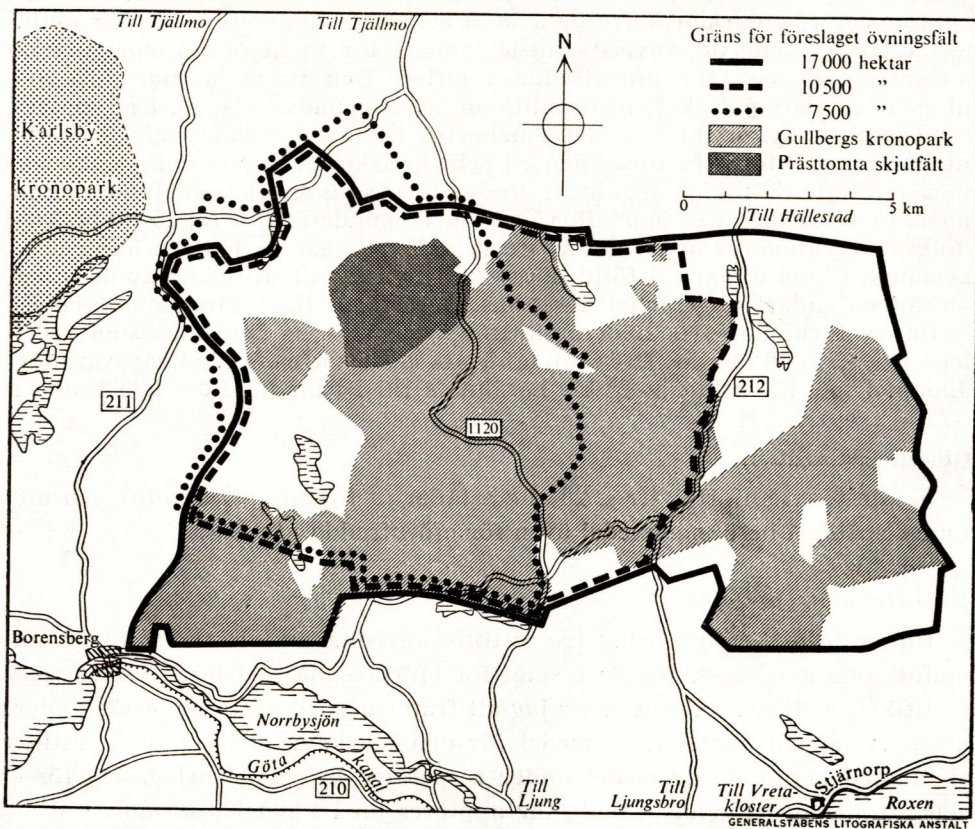 Till Tjällmo
Till Tjällmo
N
Gräns för föreslaget övningsfält
17 000 hektar
10 500 „
7 500 „
Gullbergs kronopark
Prästtomta skjutfält
0 5 km
Till Hällestad
Karlsby
kronopark
211
212
1120
Borensberg
Norrbysjön
Göta
kanal
210
Till
Ljung
Till
Ljungsbro
Till Vreta-
kloster
Stjärnorp
Roxen
GENERALSTABENS LITOGRAFISKA ANSTALT